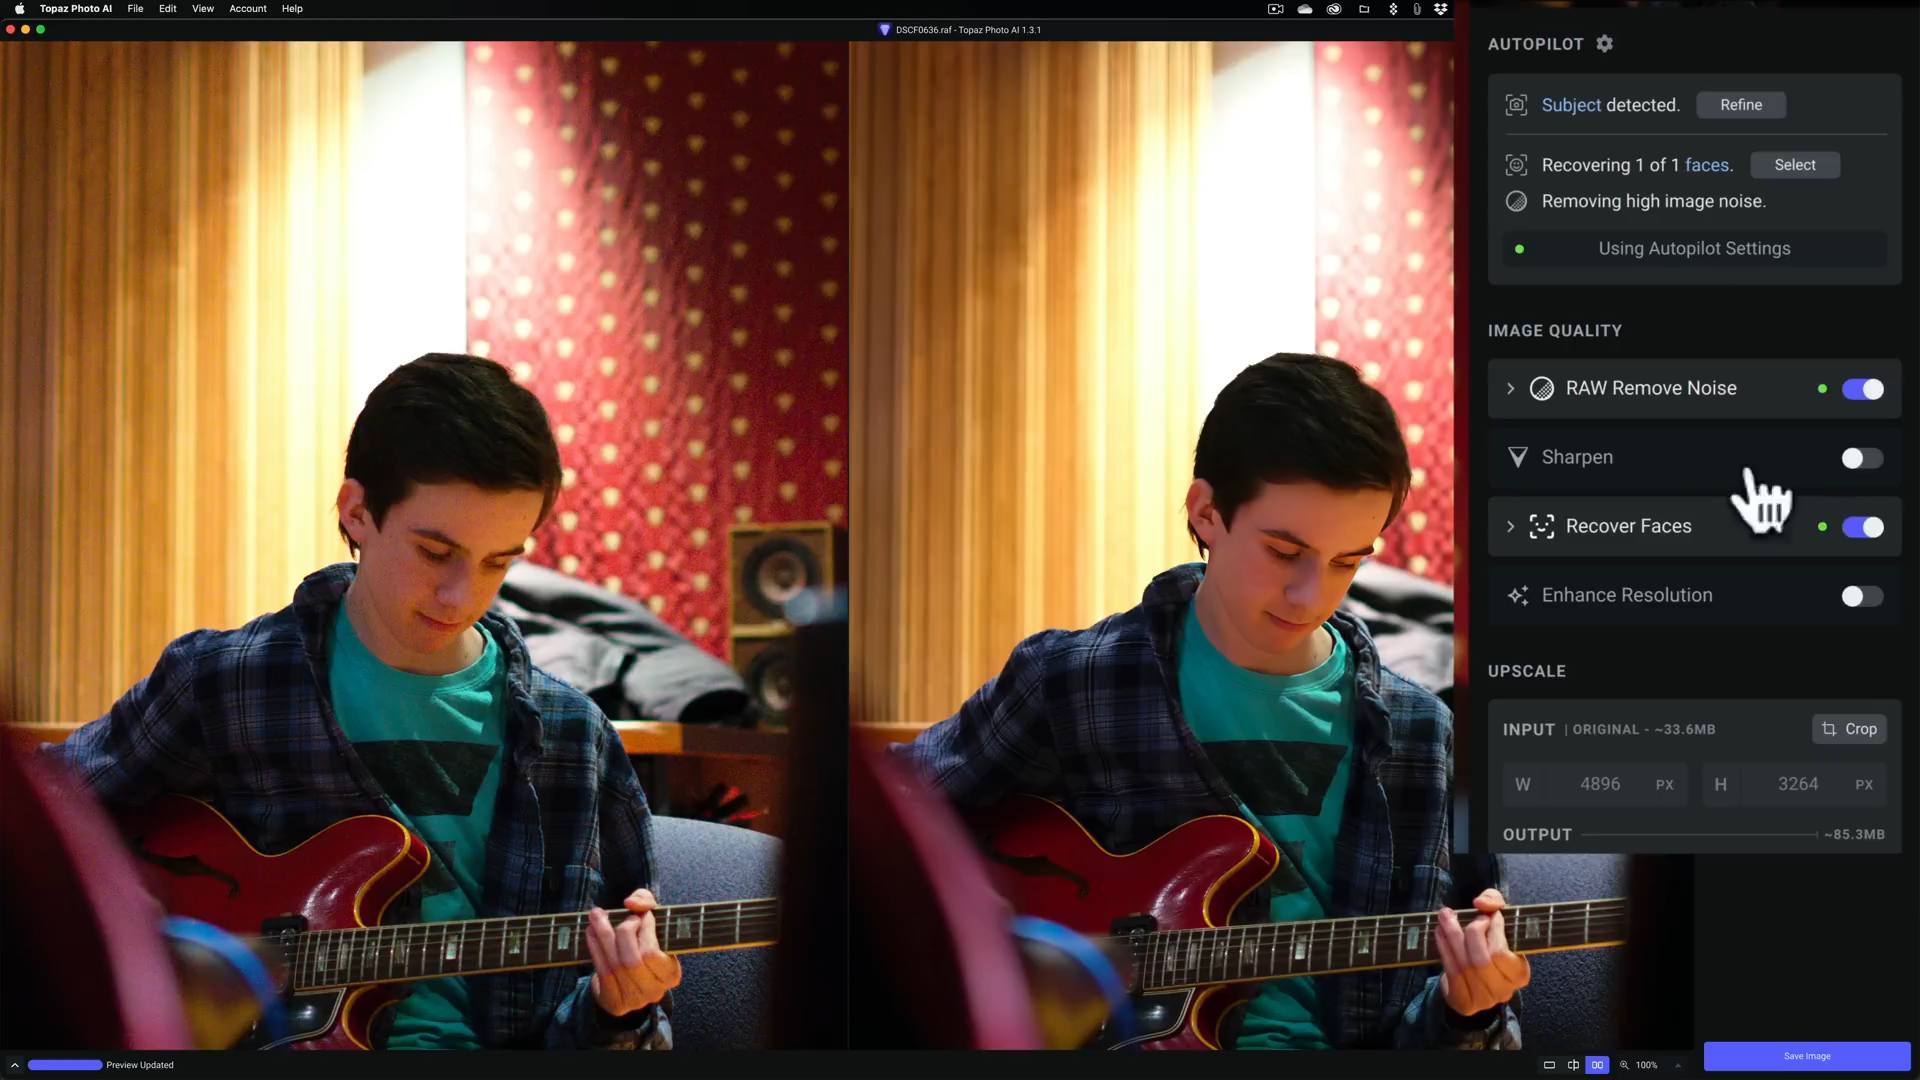 Topaz Photo AI File Edit View Account Help
DSCF0636.raf - Topaz Photo AI 1.3.1
AUTOPILOT
Subject detected. Refine
Recovering 1 of 1 faces. Select
Removing high image noise.
Using Autopilot Settings
IMAGE QUALITY
RAW Remove Noise
Sharpen
Recover Faces
Enhance Resolution
UPSCALE
INPUT | ORIGINAL - ~33.6MB Crop
W 4896 PX H 3264 PX
OUTPUT ~85.3MB
Preview Updated
100%
Save Image